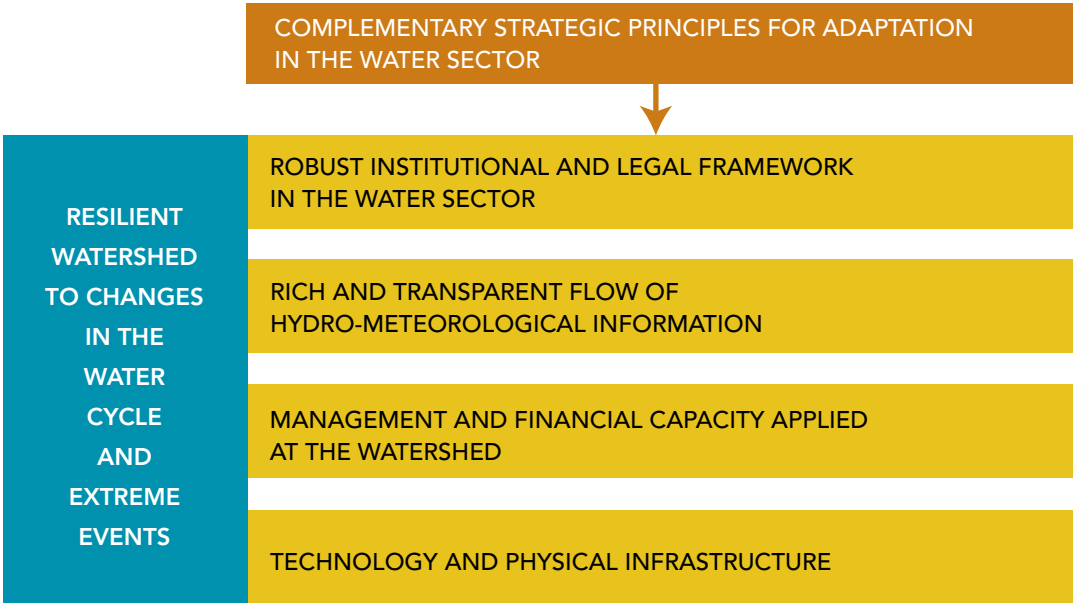 COMPLEMENTARY STRATEGIC PRINCIPLES FOR ADAPTATION
IN THE WATER SECTOR
RESILIENT
WATERSHED
TO CHANGES
IN THE
WATER
CYCLE
AND
EXTREME
EVENTS
ROBUST INSTITUTIONAL AND LEGAL FRAMEWORK
IN THE WATER SECTOR
RICH AND TRANSPARENT FLOW OF
HYDRO-METEOROLOGICAL INFORMATION
MANAGEMENT AND FINANCIAL CAPACITY APPLIED
AT THE WATERSHED
TECHNOLOGY AND PHYSICAL INFRASTRUCTURE